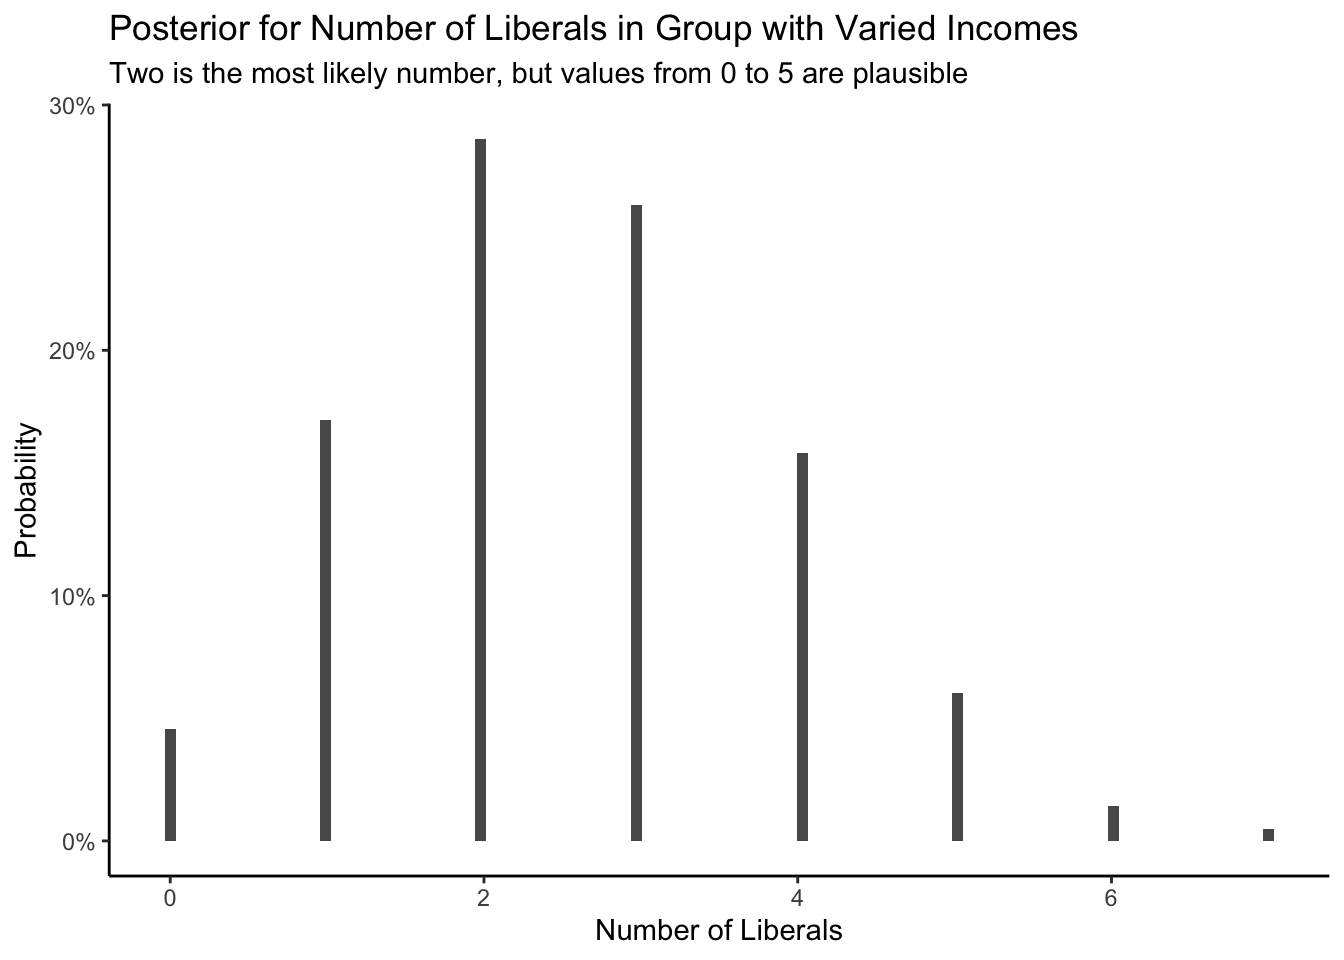 Posterior for Number of Liberals in Group with Varied Incomes
Two is the most likely number, but values from 0 to 5 are plausible
30%
20%
10%
0%
Probability
0 2 4 6
Number of Liberals